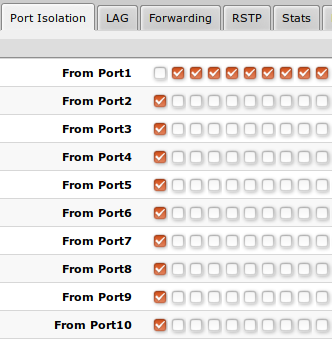 Port Isolation LAG Forwarding RSTP Stats
From Port1
From Port2
From Port3
From Port4
From Port5
From Port6
From Port7
From Port8
From Port9
From Port10